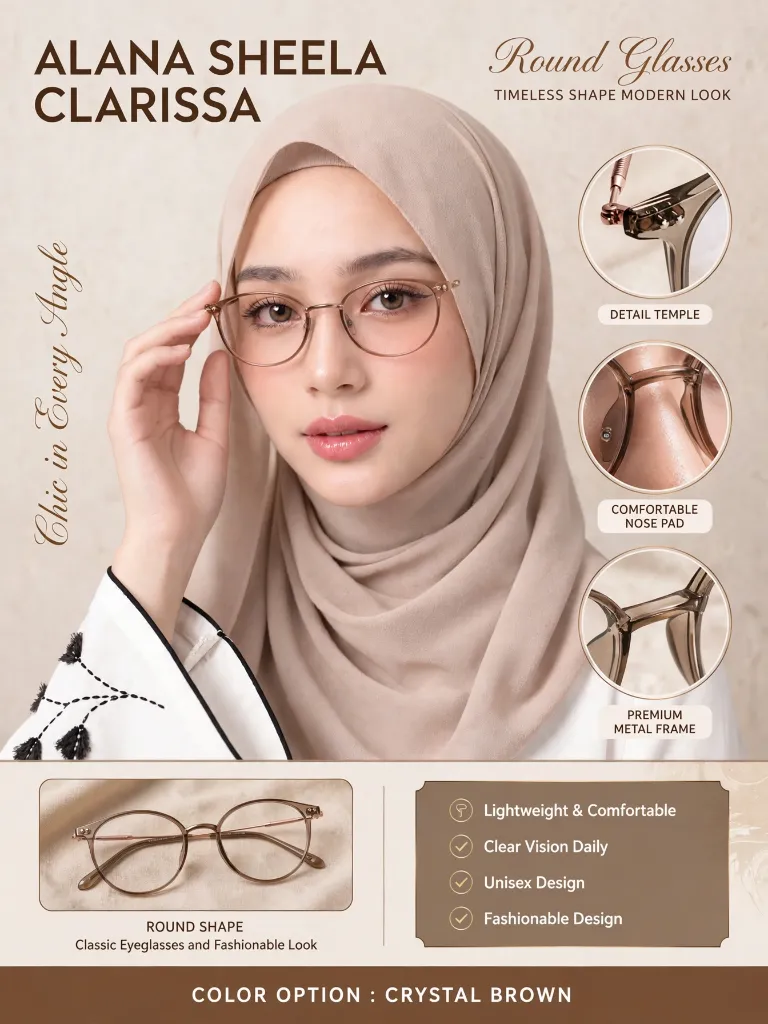 ALANA SHEELA
CLARISSA
Round Glasses
TIMELESS SHAPE MODERN LOOK
Chic in Every Angle
DETAIL TEMPLE
COMFORTABLE
NOSE PAD
PREMIUM
METAL FRAME
ROUND SHAPE
Classic Eyeglasses and Fashionable Look
Lightweight & Comfortable
Clear Vision Daily
Unisex Design
Fashionable Design
COLOR OPTION : CRYSTAL BROWN